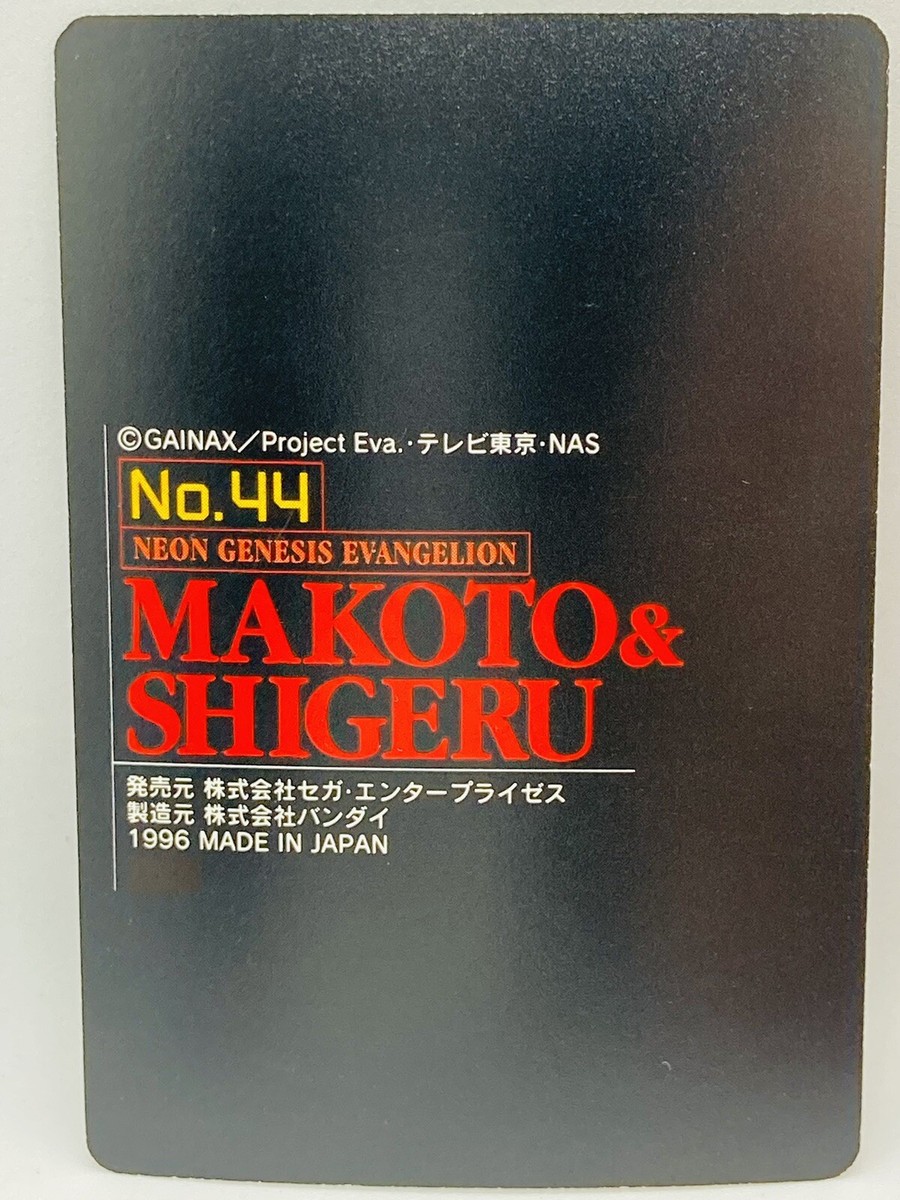 ©GAINAX／Project Eva.・テレビ東京・NAS
No.44
NEON GENESIS EVANGELION
MAKOTO&
SHIGERU
発売元 株式会社セガ・エンタープライゼス
製造元 株式会社バンダイ
1996 MADE IN JAPAN